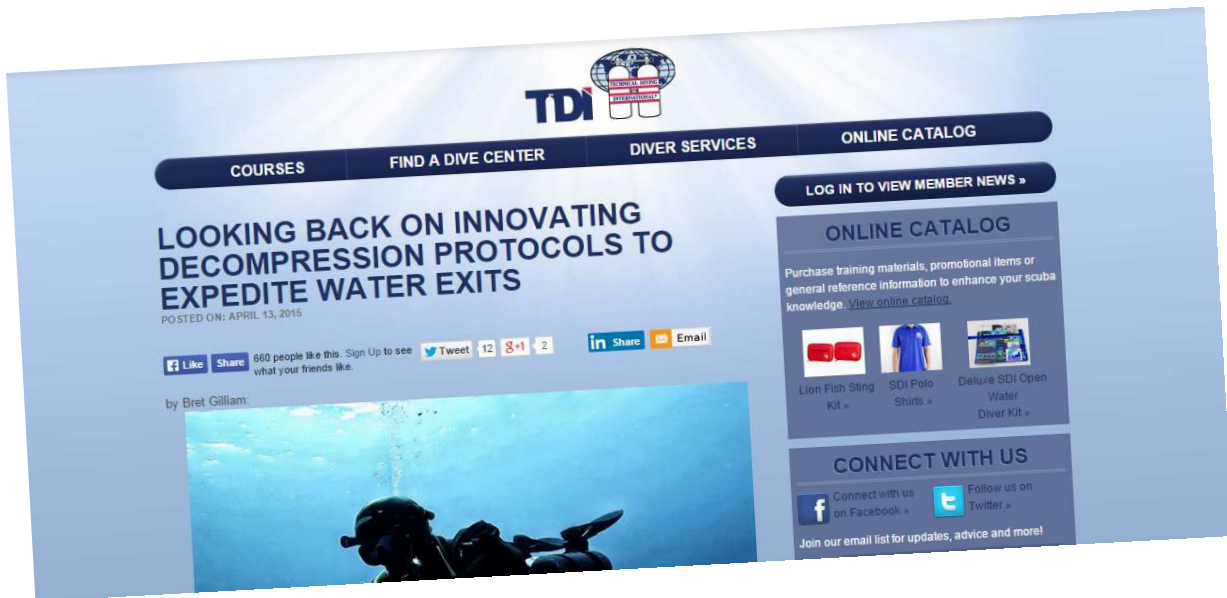 TDI
TECHNICAL DIVING
INTERNATIONAL
COURSES
FIND A DIVE CENTER
DIVER SERVICES
ONLINE CATALOG
LOOKING BACK ON INNOVATING
DECOMPRESSION PROTOCOLS TO
EXPEDITE WATER EXITS
POSTED ON: APRIL 13, 2015
Like
Share
660 people like this. Sign Up to see
what your friends like.
Tweet
12
g+1
2
in Share
Email
by Bret Gilliam:
LOG IN TO VIEW MEMBER NEWS »
ONLINE CATALOG
Purchase training materials, promotional items or
general reference information to enhance your scuba
knowledge. View online catalog.
Lion Fish Sting
Kit »
SDI Polo
Shirts »
Deluxe SDI Open
Water
Diver Kit »
CONNECT WITH US
Connect with us
on Facebook »
Follow us on
Twitter »
Join our email list for updates, advice and more!